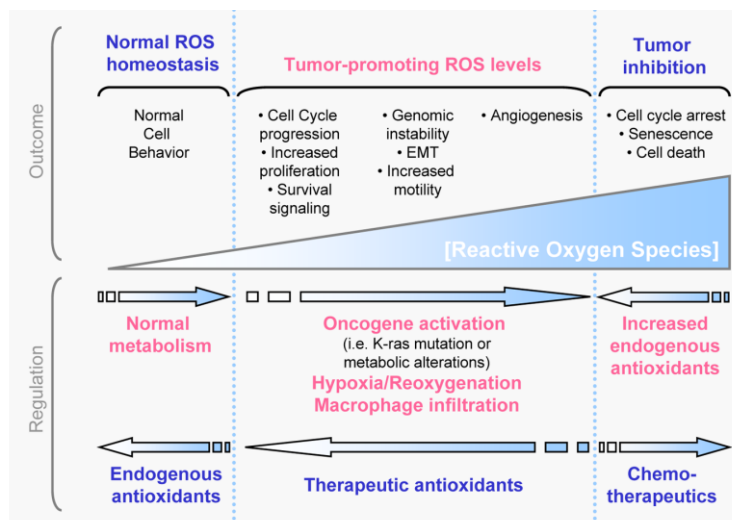 Normal ROS
homeostasis
Tumor-promoting ROS levels
Tumor
inhibition
Outcome
Normal
Cell
Behavior
• Cell Cycle
progression
• Increased
proliferation
• Survival
signaling
• Genomic
instability
• EMT
• Increased
motility
• Angiogenesis
• Cell cycle arrest
• Senescence
• Cell death
[Reactive Oxygen Species]
Regulation
Normal
metabolism
Oncogene activation
(i.e. K-ras mutation or
metabolic alterations)
Hypoxia/Reoxygenation
Macrophage infiltration
Increased
endogenous
antioxidants
Endogenous
antioxidants
Therapeutic antioxidants
Chemo-
therapeutics